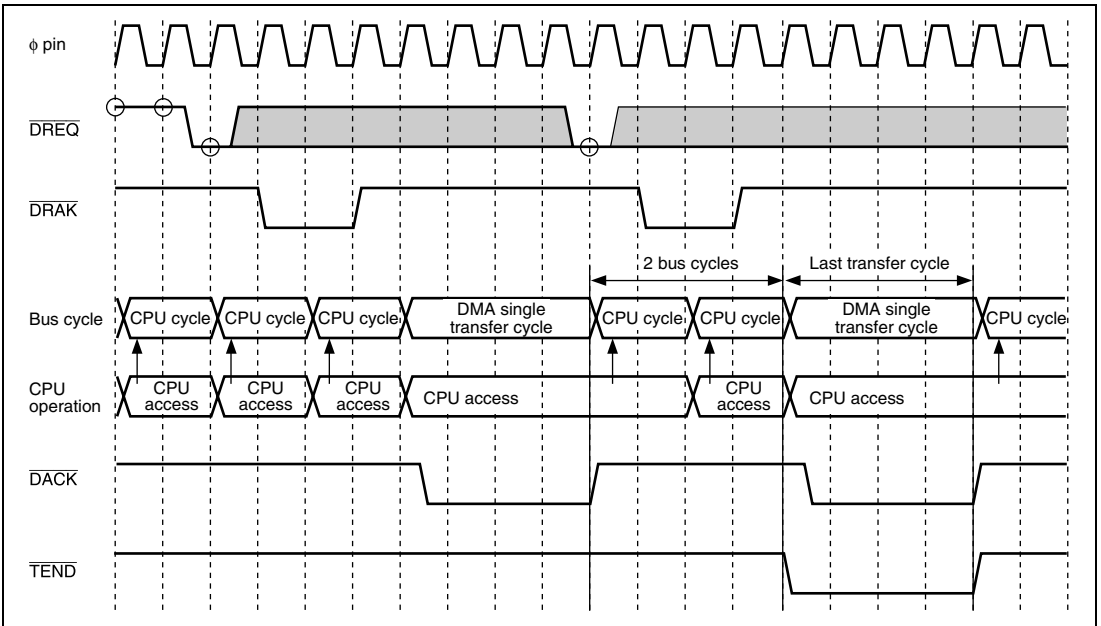 ϕ pin
DREQ
DRAK
2 bus cycles
Last transfer cycle
Bus cycle
CPU cycle
CPU cycle
CPU cycle
DMA single
transfer cycle
CPU cycle
CPU cycle
DMA single
transfer cycle
CPU cycle
CPU
operation
CPU
access
CPU
access
CPU
access
CPU access
CPU
access
CPU access
DACK
TEND